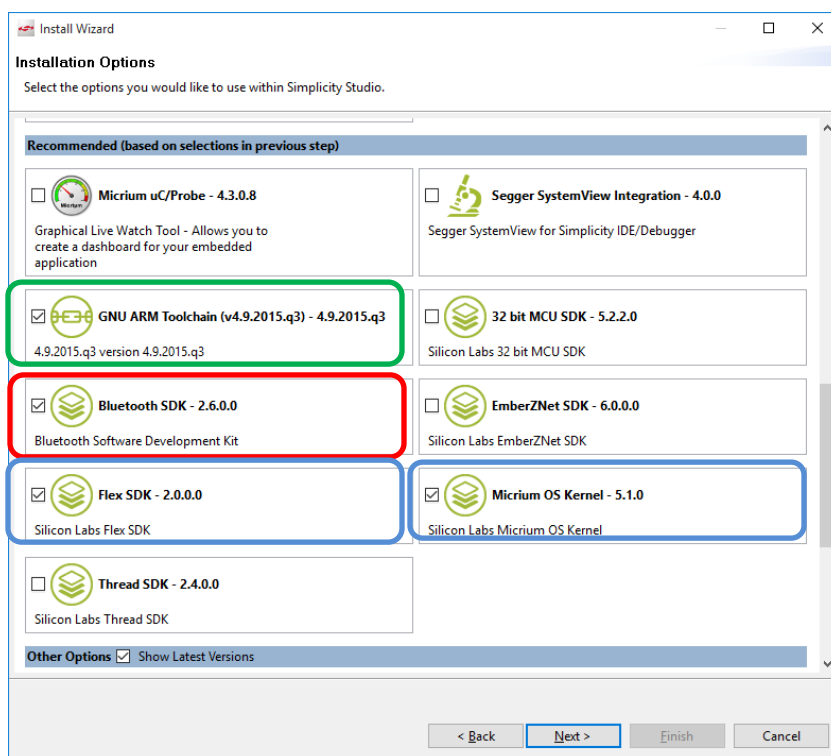 Install Wizard
Installation Options
Select the options you would like to use within Simplicity Studio.
Recommended (based on selections in previous step)
Micrium uC/Probe - 4.3.0.8
Graphical Live Watch Tool - Allows you to
create a dashboard for your embedded
application
Segger SystemView Integration - 4.0.0
Segger SystemView for Simplicity IDE/Debugger
GNU ARM Toolchain (v4.9.2015.q3) - 4.9.2015.q3
4.9.2015.q3 version 4.9.2015.q3
32 bit MCU SDK - 5.2.2.0
Silicon Labs 32 bit MCU SDK
Bluetooth SDK - 2.6.0.0
Bluetooth Software Development Kit
EmberZNet SDK - 6.0.0.0
Silicon Labs EmberZNet SDK
Flex SDK - 2.0.0.0
Silicon Labs Flex SDK
Micrium OS Kernel - 5.1.0
Silicon Labs Micrium OS Kernel
Thread SDK - 2.4.0.0
Silicon Labs Thread SDK
Other Options Show Latest Versions
< Back Next > Finish Cancel